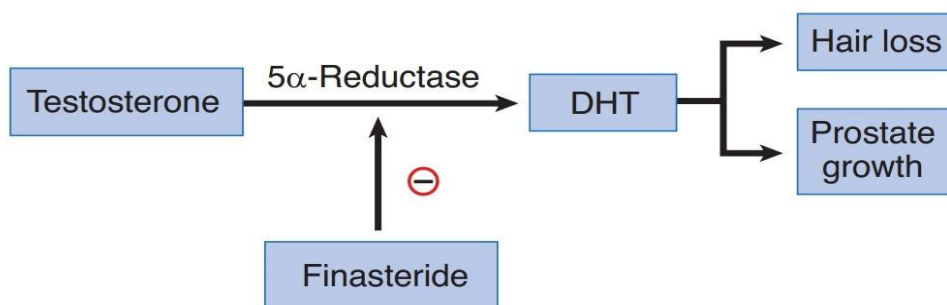 Hair loss
5α-Reductase
Testosterone
DHT
Prostate
growth
⊖
Finasteride